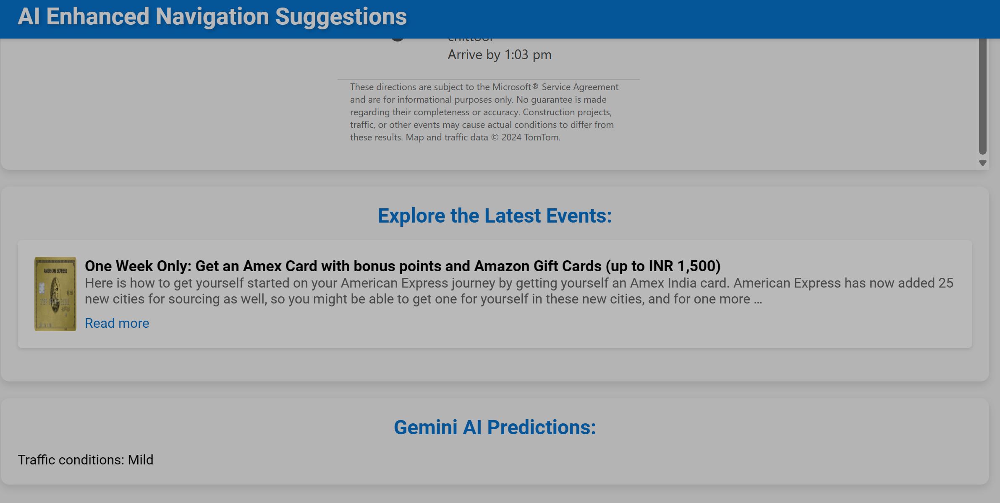 AI Enhanced Navigation Suggestions
chittoor
Arrive by 1:03 pm
These directions are subject to the Microsoft® Service Agreement
and are for informational purposes only. No guarantee is made
regarding their completeness or accuracy. Construction projects,
traffic, or other events may cause actual conditions to differ from
these results. Map and traffic data © 2024 TomTom.
Explore the Latest Events:
AMERICAN EXPRESS
One Week Only: Get an Amex Card with bonus points and Amazon Gift Cards (up to INR 1,500)
Here is how to get yourself started on your American Express journey by getting yourself an Amex India card. American Express has now added 25
new cities for sourcing as well, so you might be able to get one for yourself in these new cities, and for one more ...
Read more
Gemini AI Predictions:
Traffic conditions: Mild